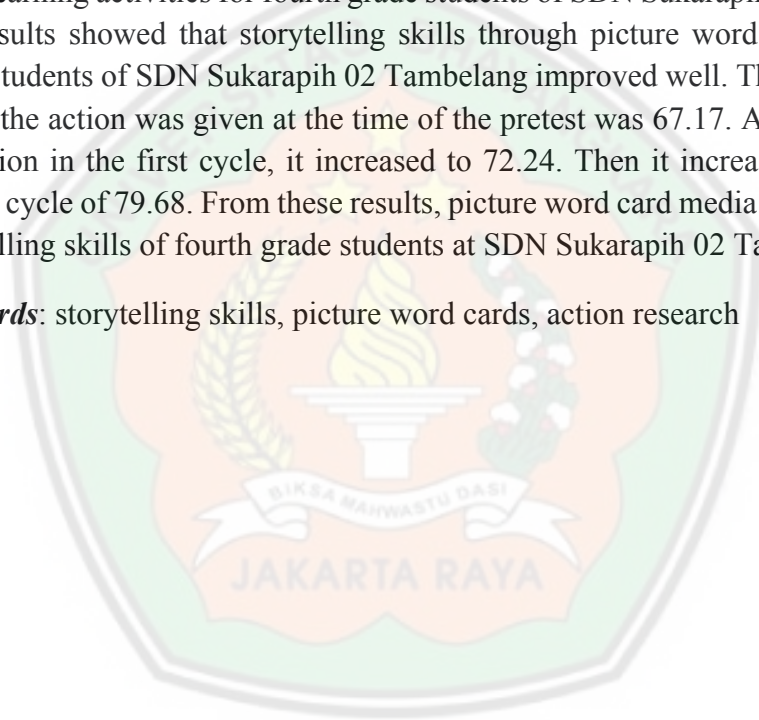 arning activities for fourth grade students of SDN Sukarapi
sults showed that storytelling skills through picture word
tudents of SDN Sukarapih 02 Tambelang improved well. Th
the action was given at the time of the pretest was 67.17. A
ion in the first cycle, it increased to 72.24. Then it increa
cycle of 79.68. From these results, picture word card media
lling skills of fourth grade students at SDN Sukarapih 02 Ta
rds: storytelling skills, picture word cards, action research
BIKSA MAHWASTU DASI
JAKARTA RAYA